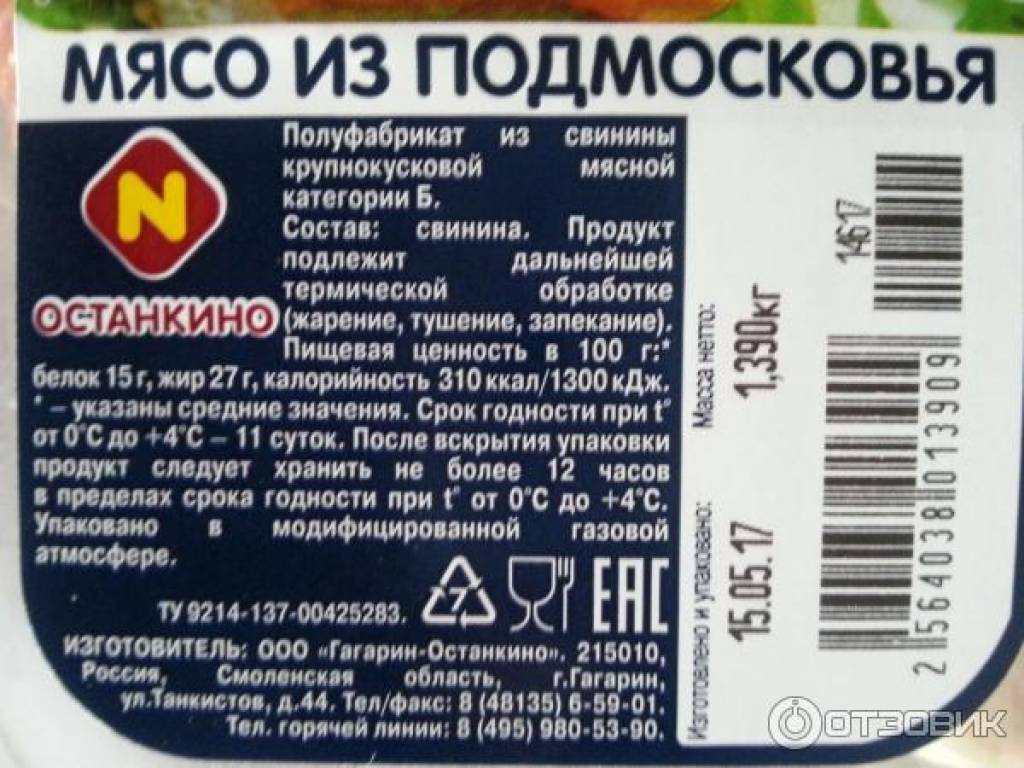 МЯСО ИЗ ПОДМОСКОВЬЯ
N
ОСТАНКИНО
Полуфабрикат из свинины
крупнокусковой мясной
категории Б.
Состав: свинина. Продукт
подлежит дальнейшей
термической обработке
(жарение, тушение, запекание).
Пищевая ценность в 100 г:*
белок 15 г, жир 27 г, калорийность 310 ккал/1300 кДж.
* – указаны средние значения. Срок годности при t°
от 0°С до +4°С – 11 суток. После вскрытия упаковки
продукт следует хранить не более 12 часов
в пределах срока годности при t° от 0°С до +4°С.
Упаковано в модифицированной газовой
атмосфере.
ТУ 9214-137-00425283.
7
EAC
ИЗГОТОВИТЕЛЬ: ООО «Гагарин-Останкино». 215010,
Россия, Смоленская область, г.Гагарин,
ул.Танкистов, д.44. Тел/факс: 8 (48135) 6-59-01.
Тел. горячей линии: 8 (495) 980-53-90.
Масса нетто:
1,390кг
Изготовлено и упаковано:
15.05.17
14617
2 564038 013909
ОТЗОВИК